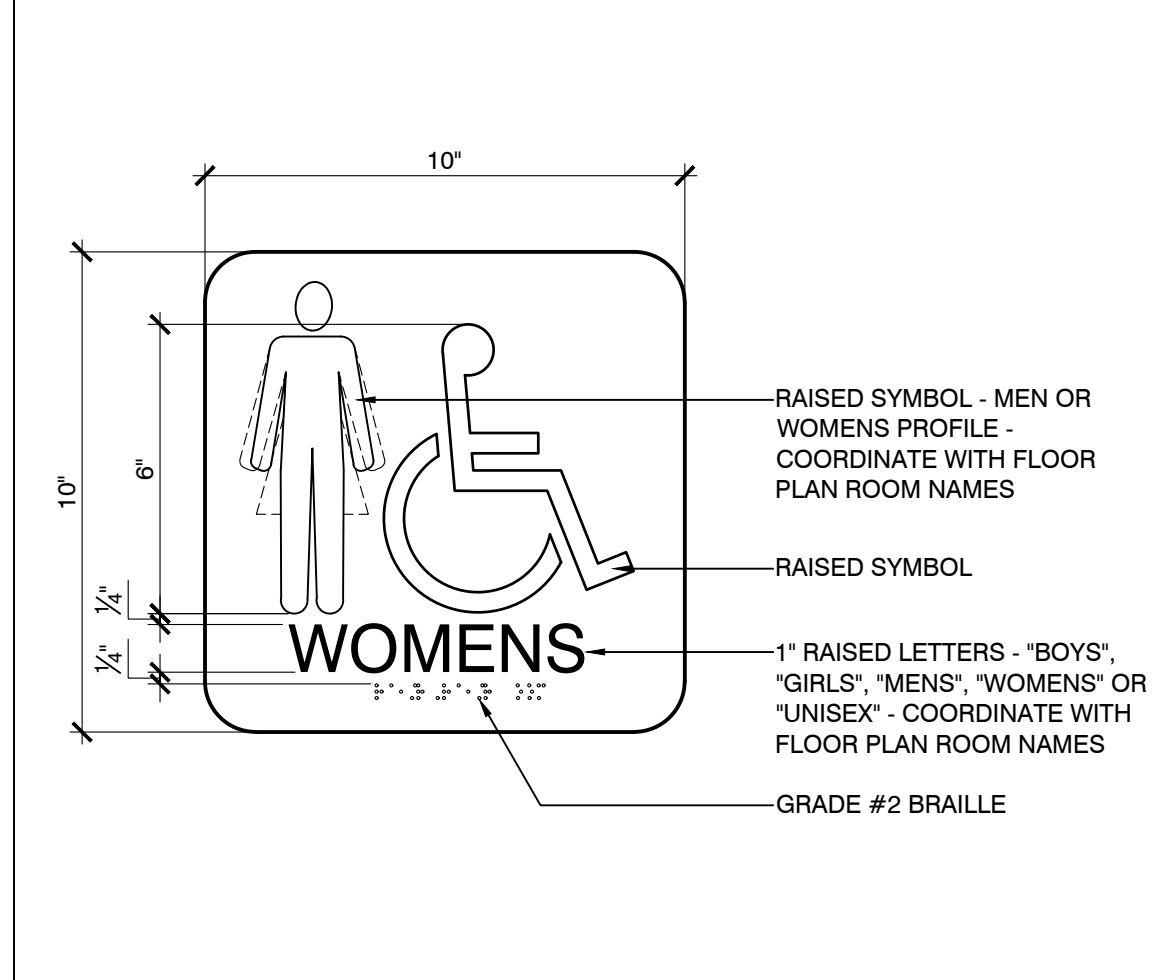 10"
10"
6"
1/4"
1/4"
WOMENS
RAISED SYMBOL - MEN OR
WOMENS PROFILE -
COORDINATE WITH FLOOR
PLAN ROOM NAMES
RAISED SYMBOL
1" RAISED LETTERS - "BOYS",
"GIRLS", "MENS", "WOMENS" OR
"UNISEX" - COORDINATE WITH
FLOOR PLAN ROOM NAMES
GRADE #2 BRAILLE